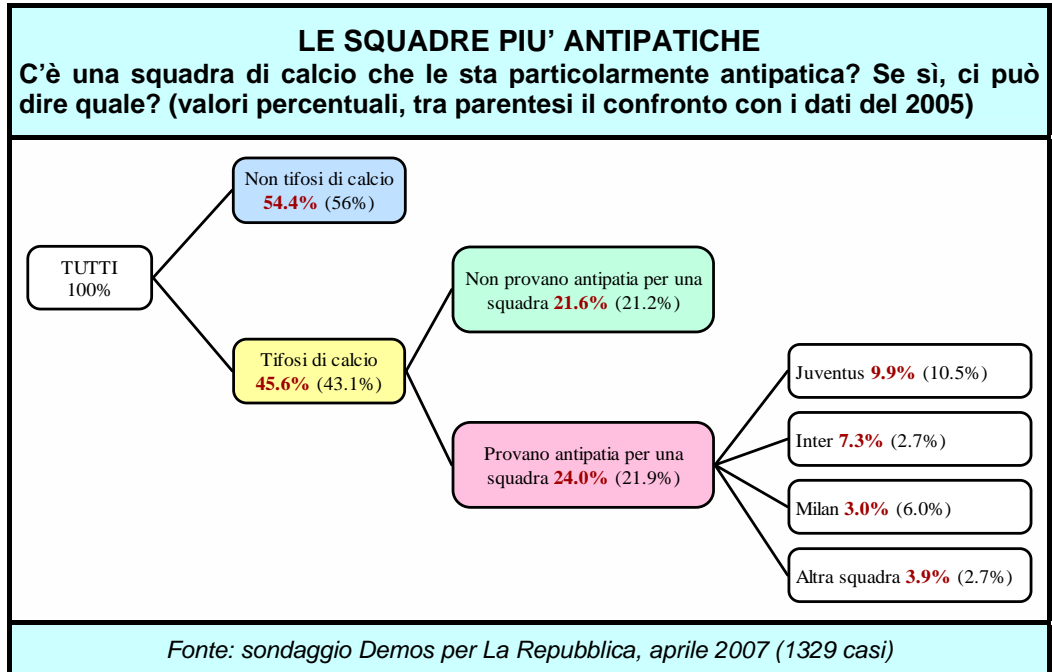 LE SQUADRE PIU’ ANTIPATICHE
C’è una squadra di calcio che le sta particolarmente antipatica? Se sì, ci può
dire quale? (valori percentuali, tra parentesi il confronto con i dati del 2005)
Non tifosi di calcio
54.4% (56%)
TUTTI
100%
Non provano antipatia per una
squadra 21.6% (21.2%)
Tifosi di calcio
45.6% (43.1%)
Provano antipatia per una
squadra 24.0% (21.9%)
Juventus 9.9% (10.5%)
Inter 7.3% (2.7%)
Milan 3.0% (6.0%)
Altra squadra 3.9% (2.7%)
Fonte: sondaggio Demos per La Repubblica, aprile 2007 (1329 casi)